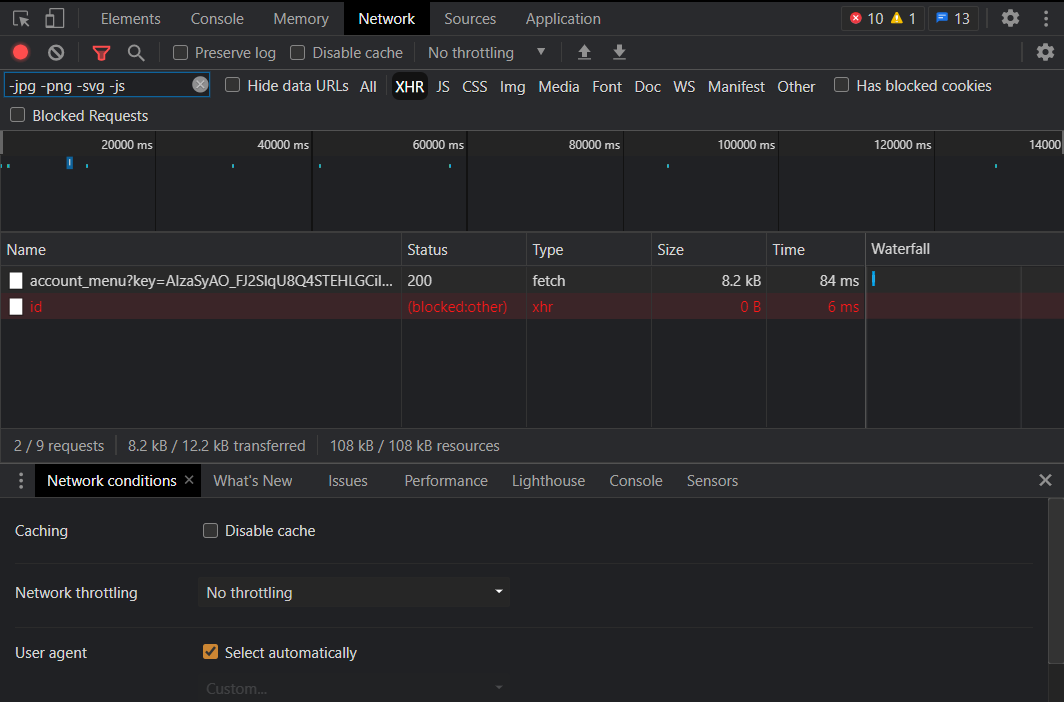 Elements Console Memory Network Sources Application 10 1 13
Preserve log Disable cache No throttling
-jpg -png -svg -js Hide data URLs All XHR JS CSS Img Media Font Doc WS Manifest Other Has blocked cookies
Blocked Requests
20000 ms 40000 ms 60000 ms 80000 ms 100000 ms 120000 ms 14000
Name Status Type Size Time Waterfall
account_menu?key=AIzaSyAO_FJ2SlqU8Q4STEHLGCil... 200 fetch 8.2 kB 84 ms
id (blocked:other) xhr 0 B 6 ms
2 / 9 requests 8.2 kB / 12.2 kB transferred 108 kB / 108 kB resources
Network conditions What's New Issues Performance Lighthouse Console Sensors
Caching Disable cache
Network throttling No throttling
User agent Select automatically
Custom...